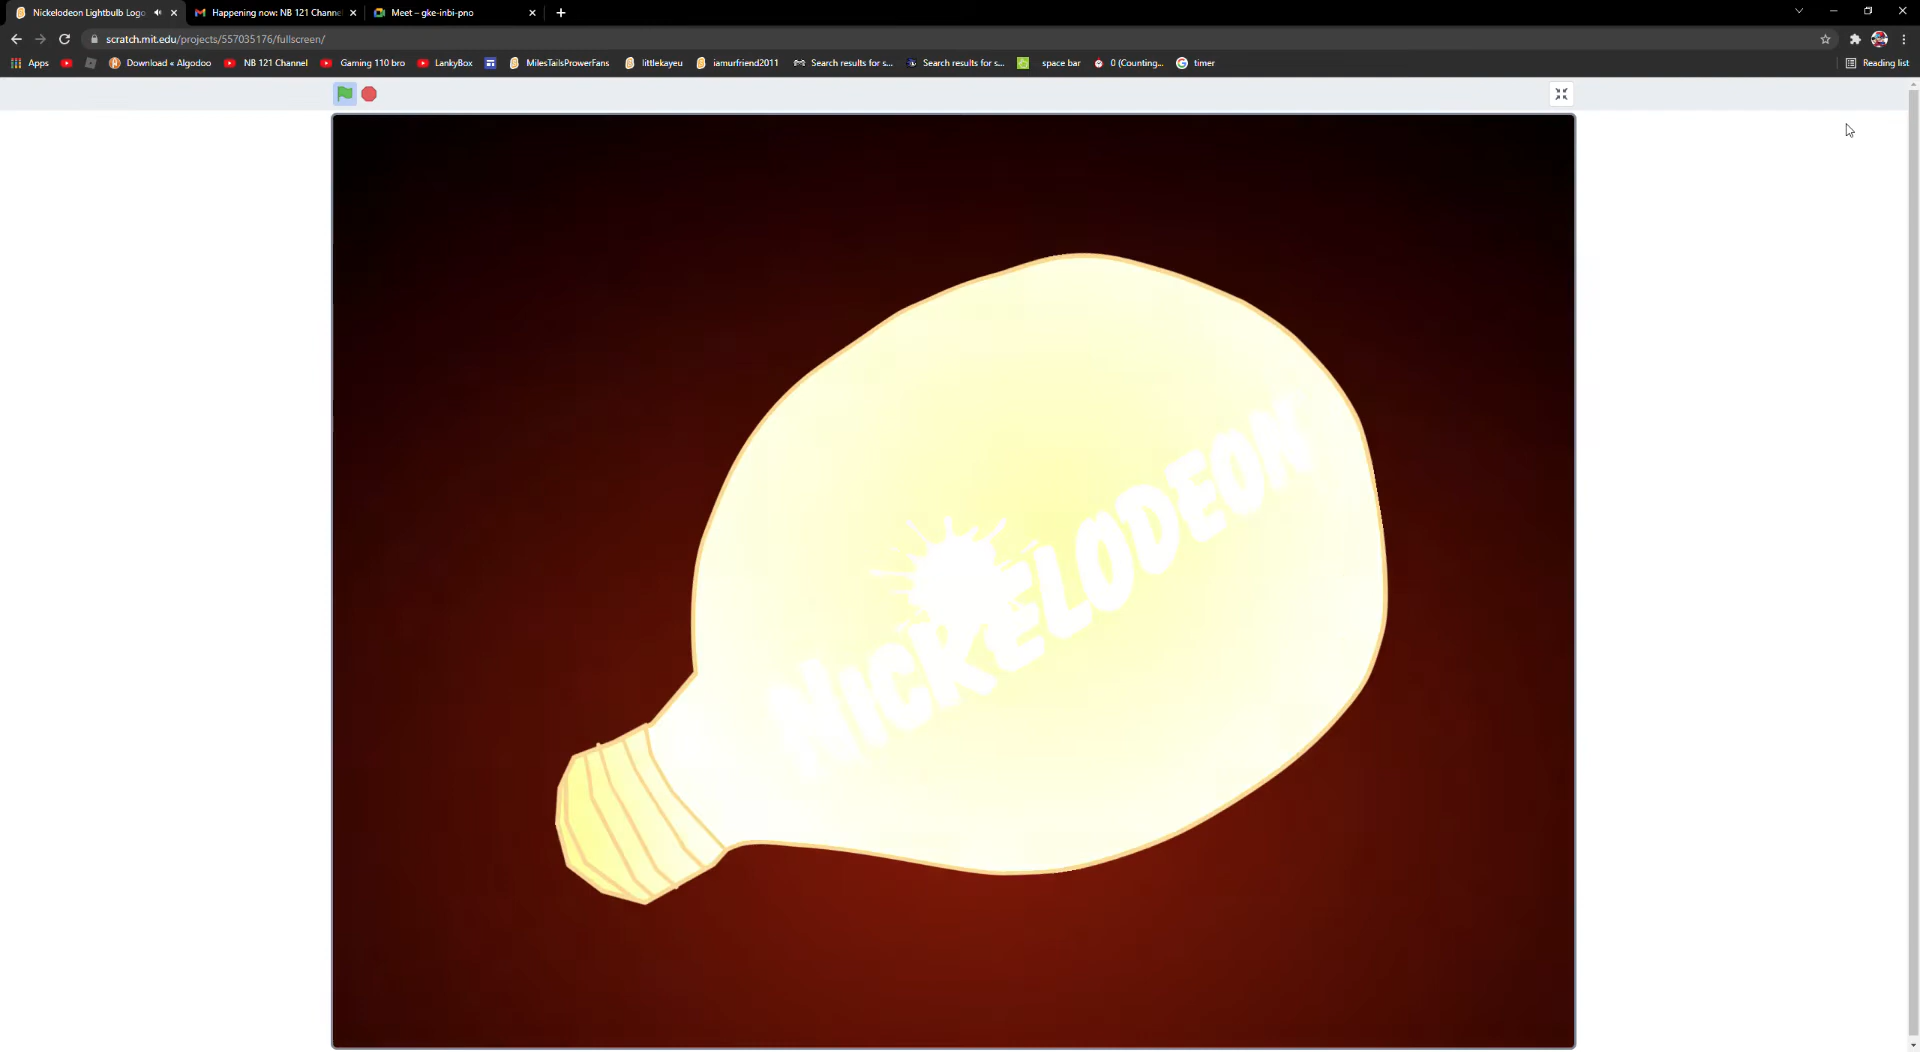 Nickelodeon Lightbulb Logo
Happening now: NB 121 Channe
Meet – gke-inbi-pno
scratch.mit.edu/projects/557035176/fullscreen/
Apps
Download « Algodoo
NB 121 Channel
Gaming 110 bro
LankyBox
MilesTailsProwerFans
littlekayeu
iamurfriend2011
Search results for s...
Search results for s...
space bar
0 (Counting...
timer
Reading list
NICKELODEON